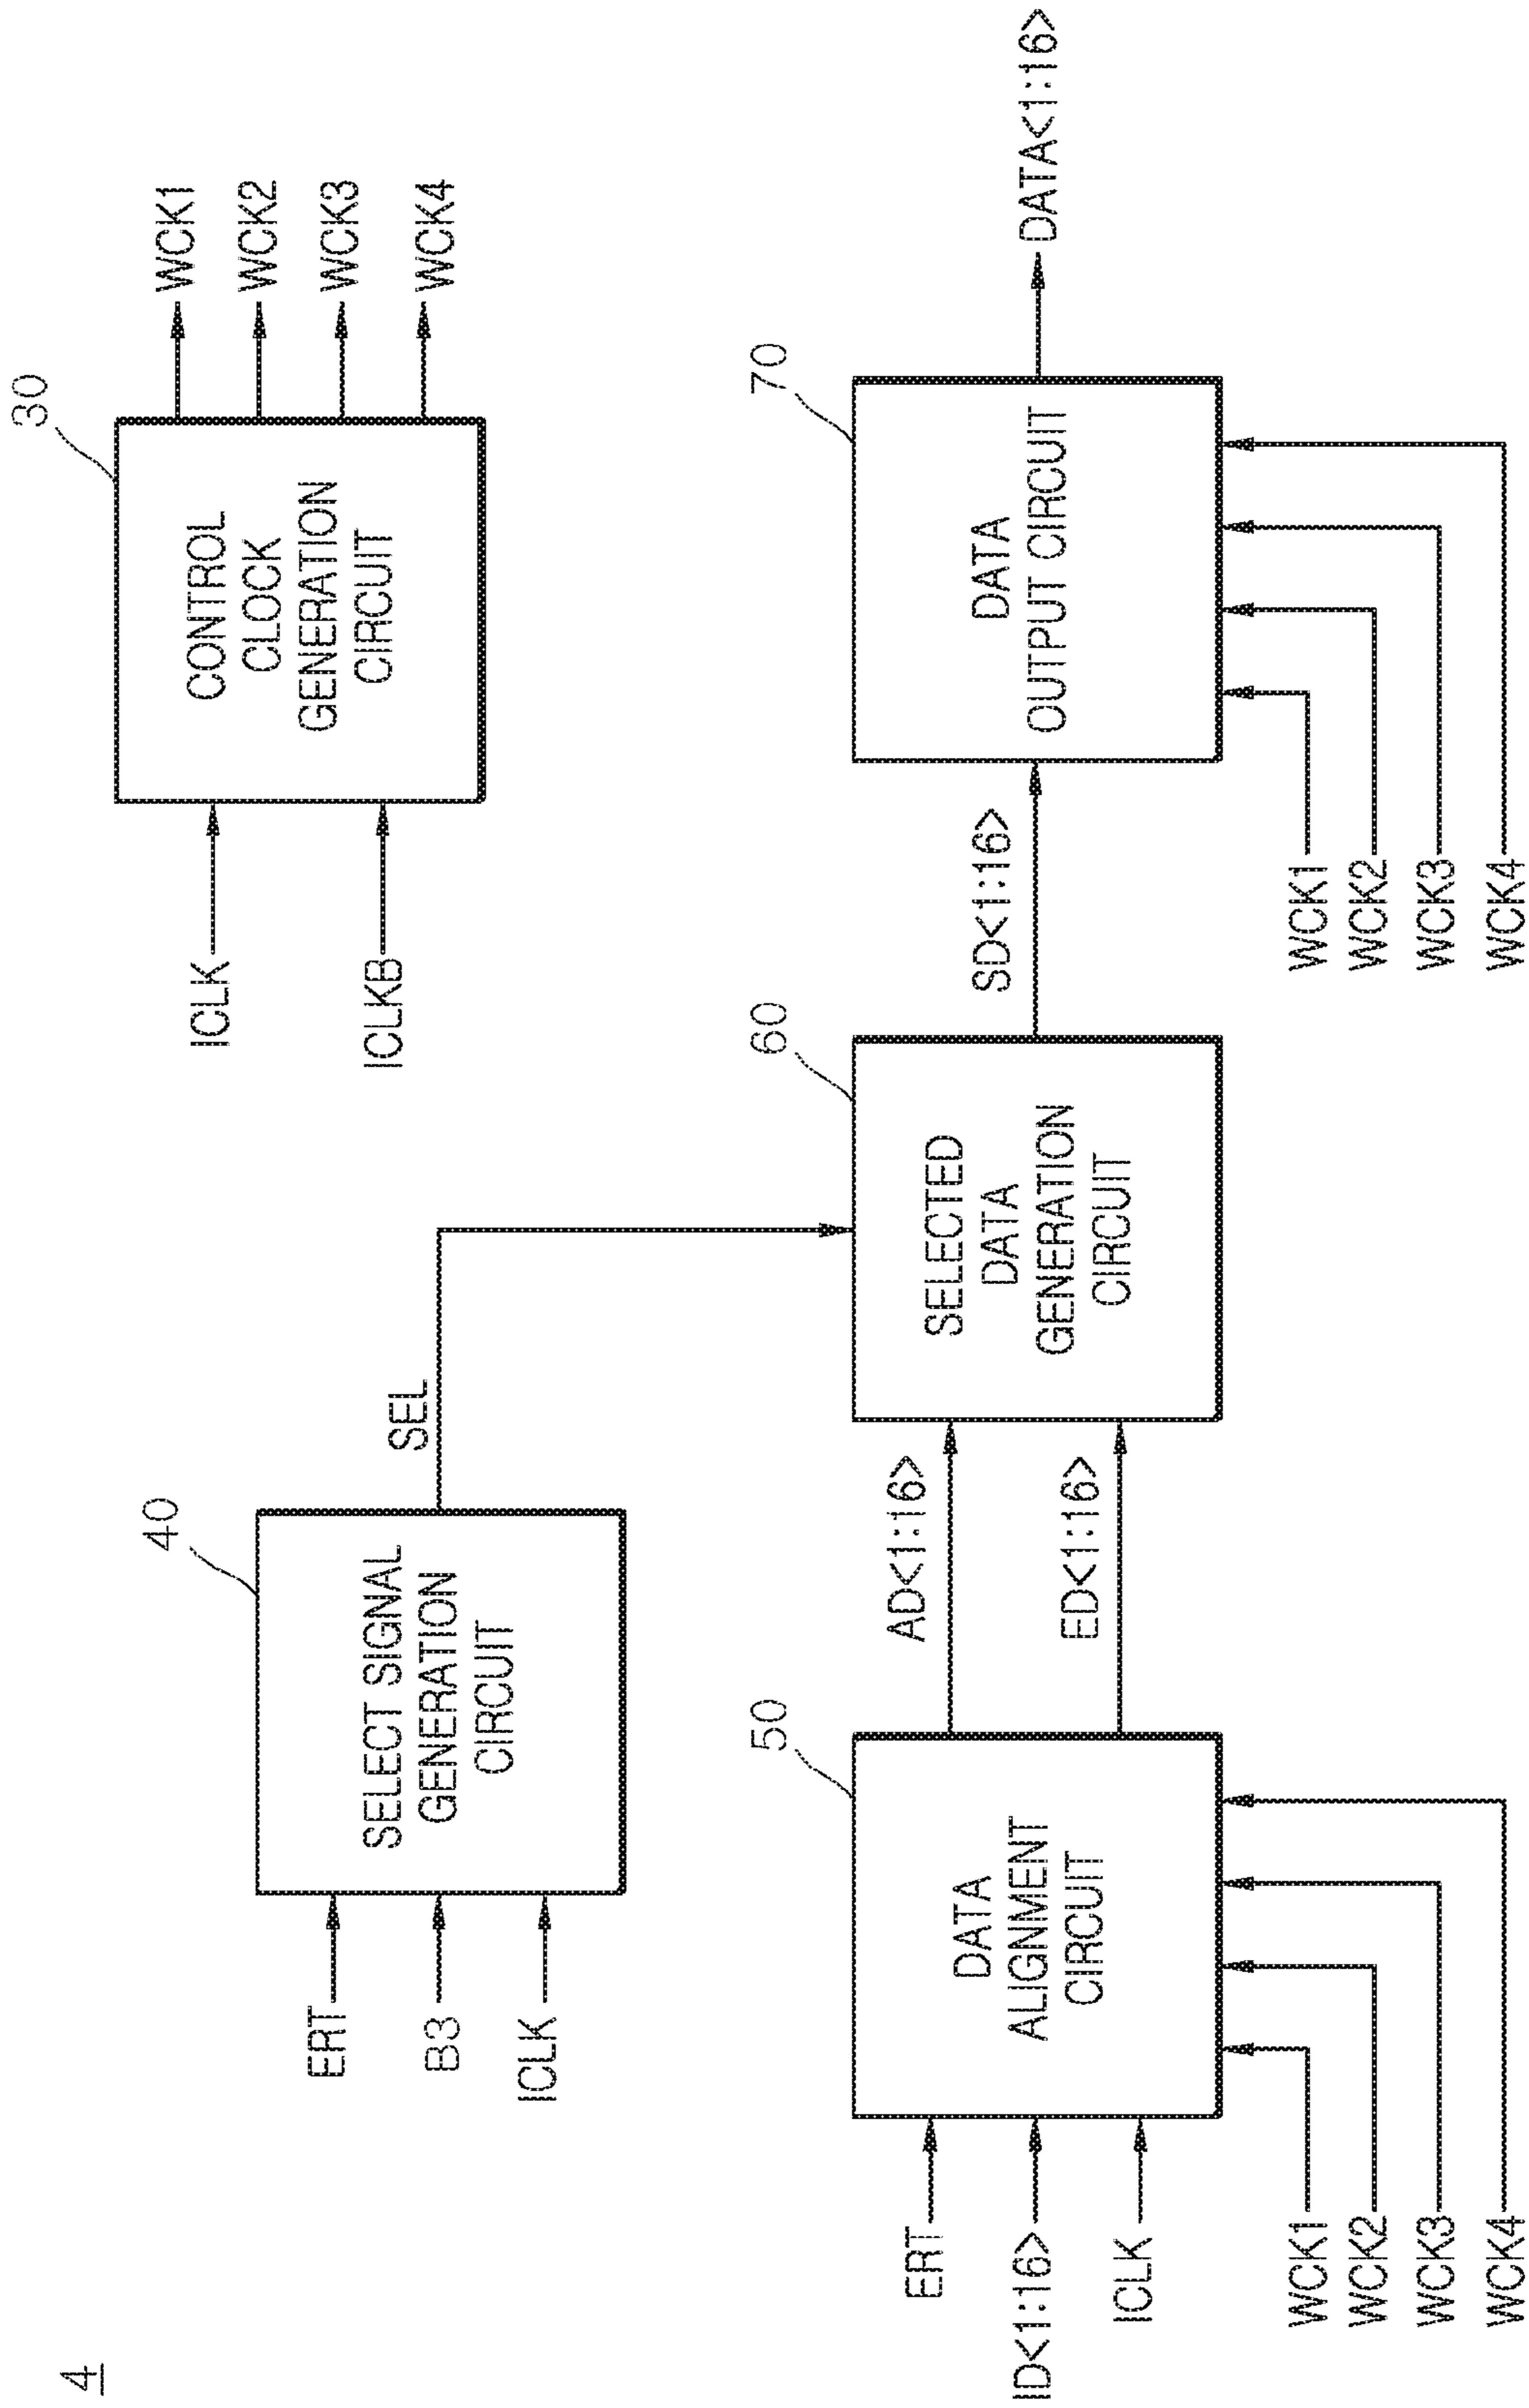 4
30
CONTROL
CLOCK
GENERATION
CIRCUIT
ICLK
ICLKB
WCK1
WCK2
WCK3
WCK4
40
SELECT SIGNAL
GENERATION
CIRCUIT
ERT
B3
ICLK
SEL
50
DATA
ALIGNMENT
CIRCUIT
ERT
ID<1:16>
ICLK
WCK1
WCK2
WCK3
WCK4
AD<1:16>
ED<1:16>
60
SELECTED
DATA
GENERATION
CIRCUIT
SD<1:16>
70
DATA
OUTPUT CIRCUIT
WCK1
WCK2
WCK3
WCK4
DATA<1:16>